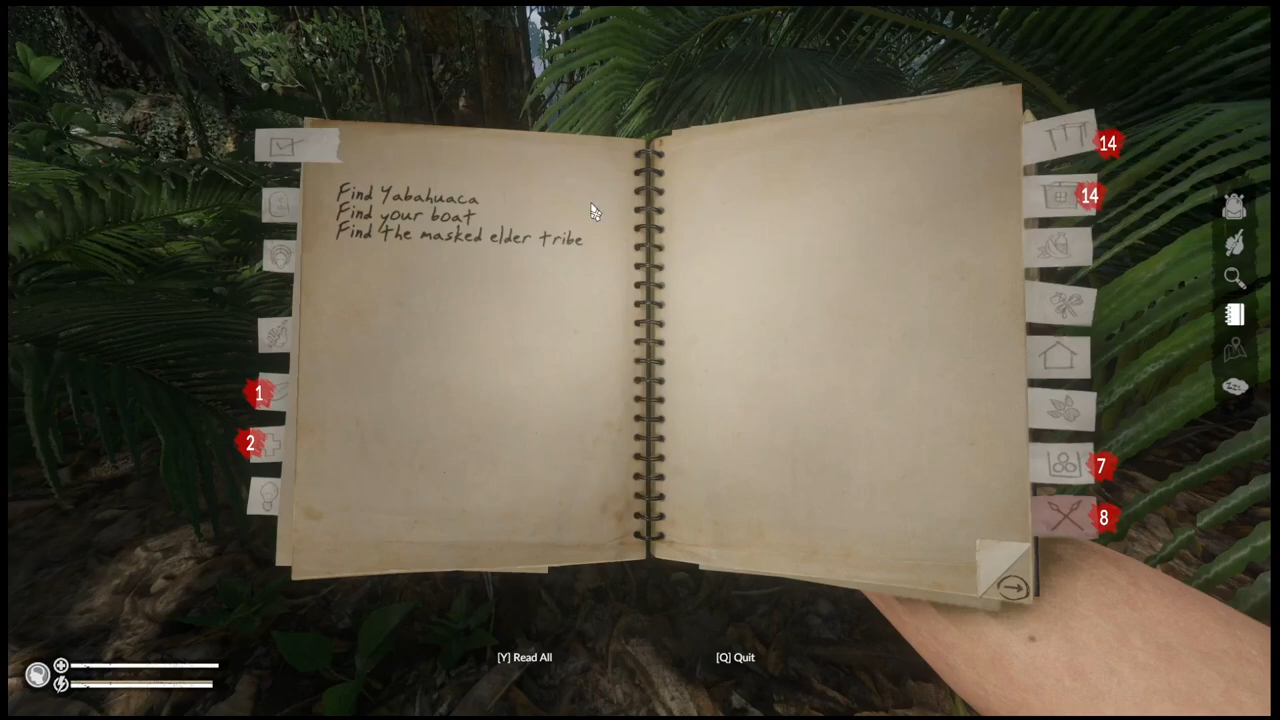 Find Yabahuaca
Find your boat
Find the masked elder tribe
14
14
1
2
7
8
[Y] Read All
[Q] Quit